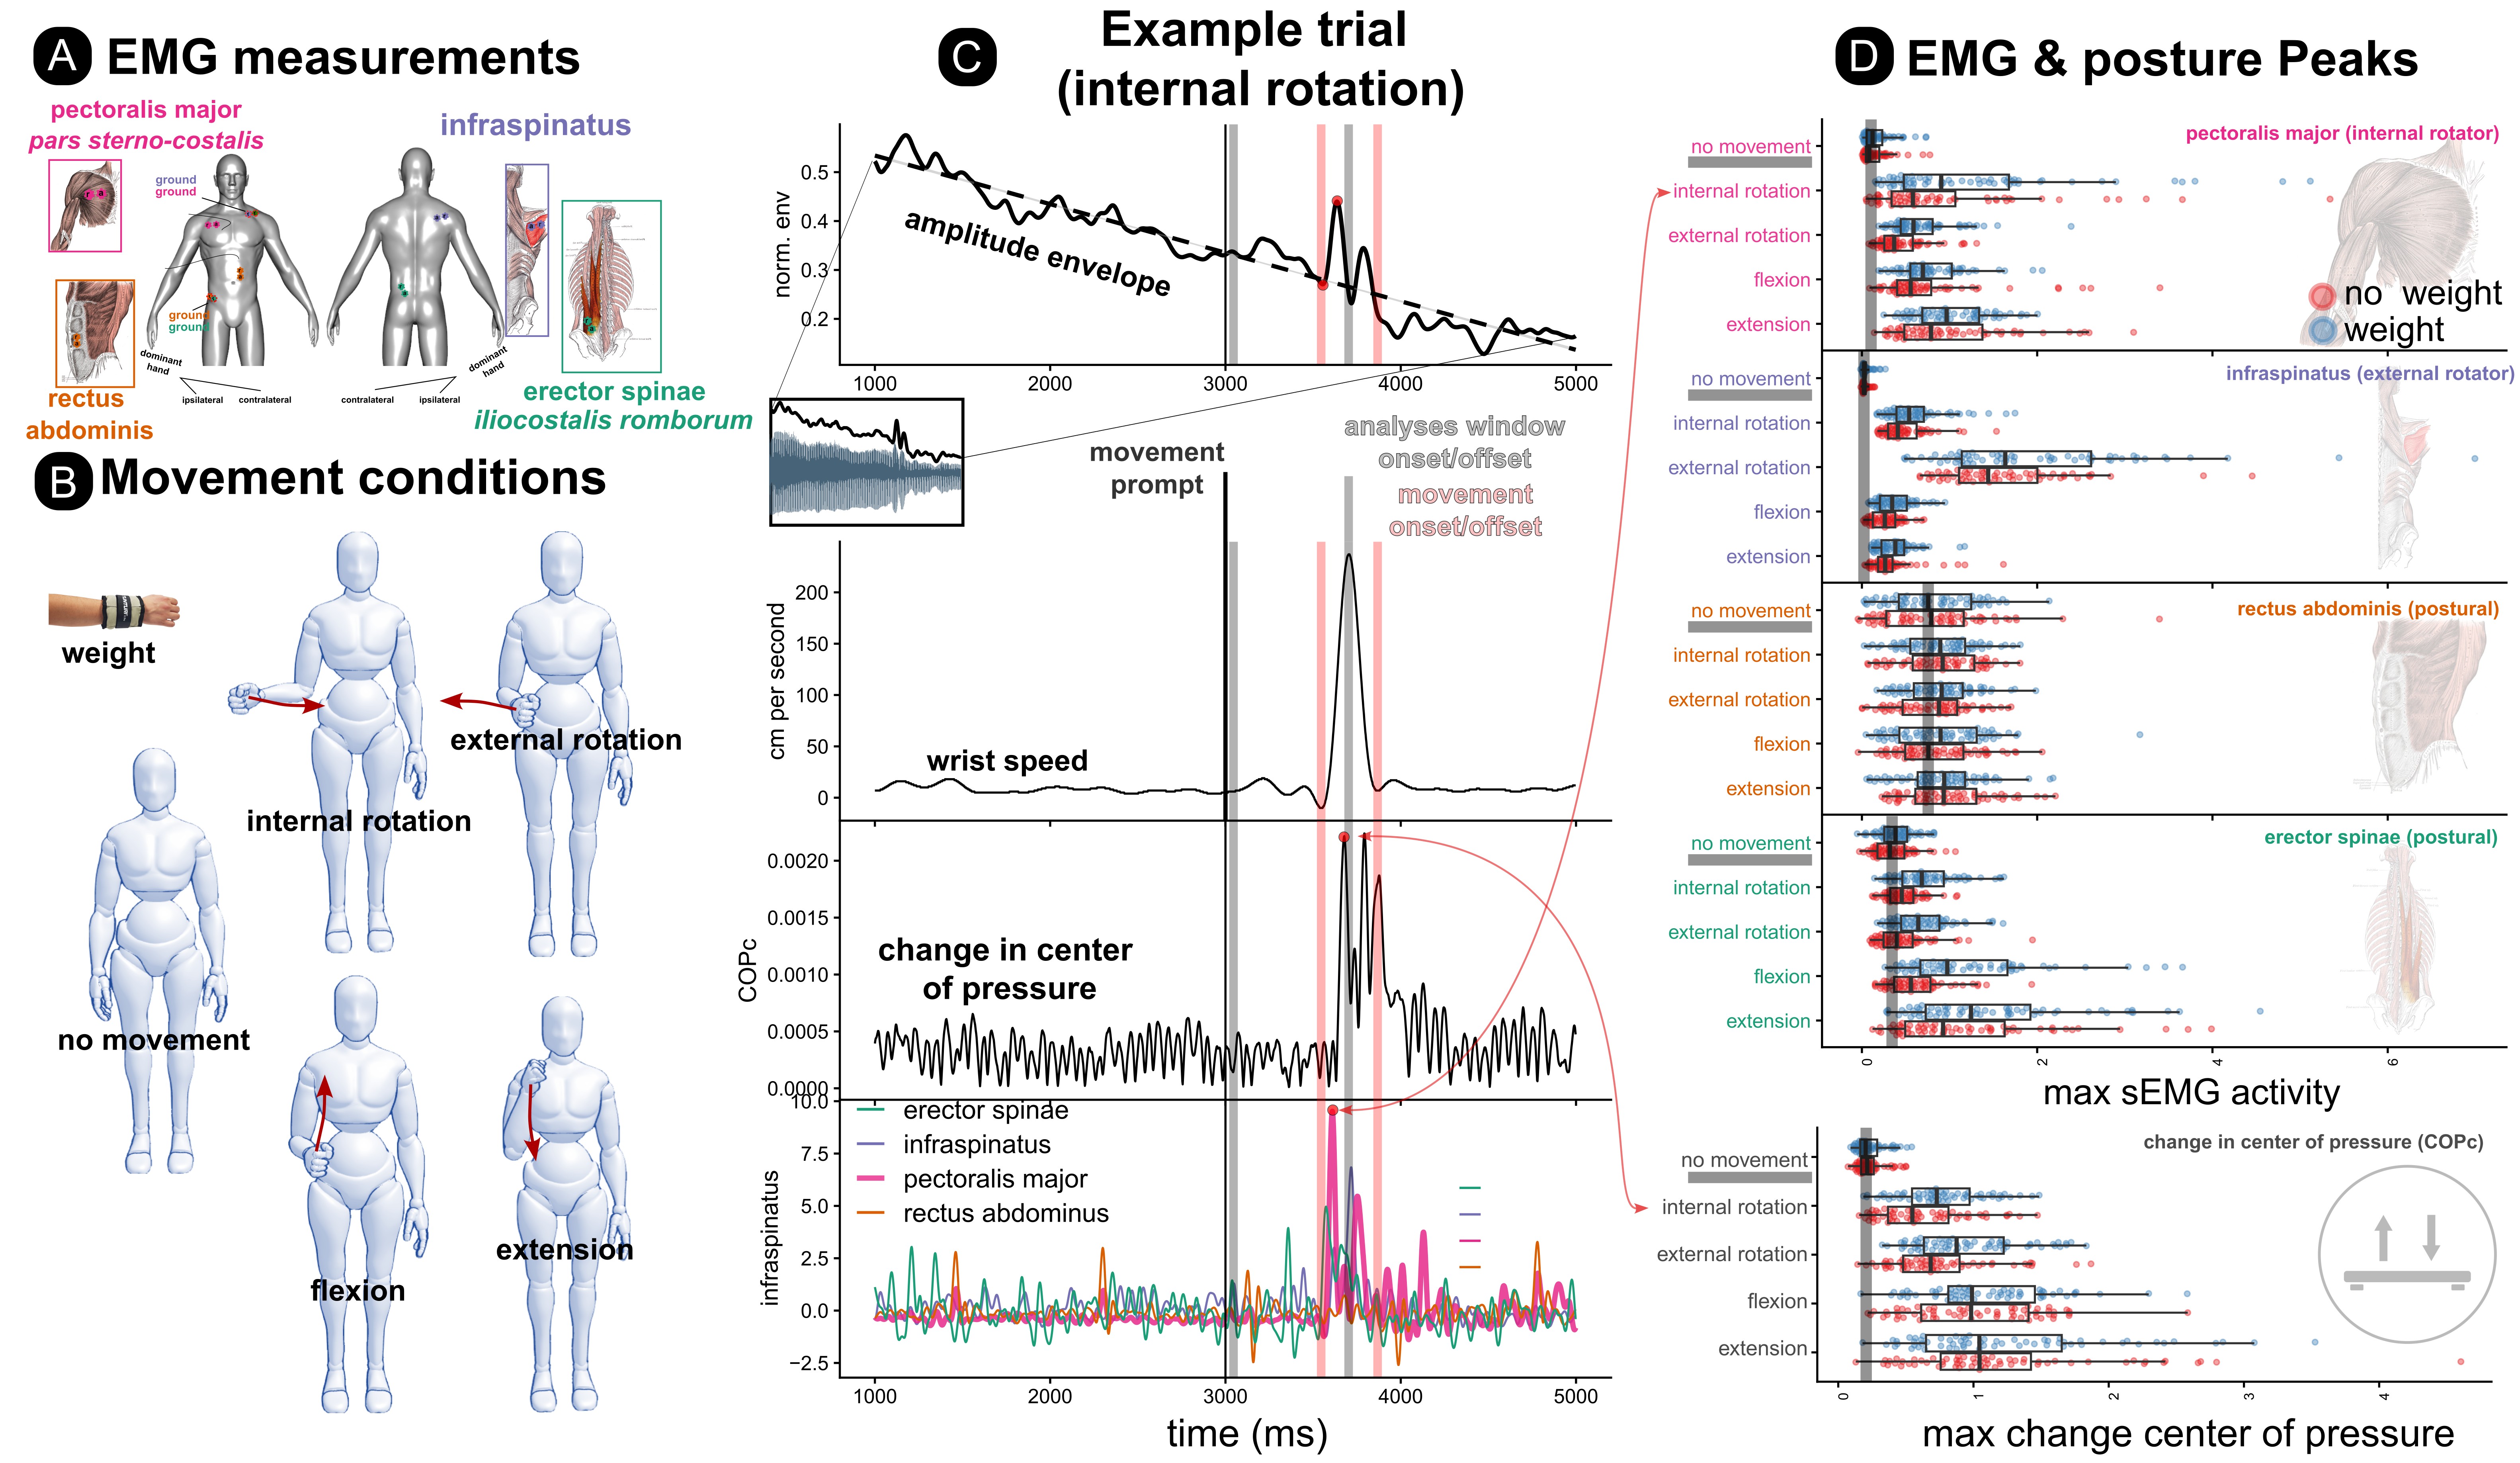 A EMG measurements
pectoralis major
pars sterno-costalis
infraspinatus
ground
ground
ground
ground
dominant
hand
dominant
hand
ipsilateral
contralateral
contralateral
ipsilateral
rectus
abdominis
erector spinae
iliocostalis romborum
B Movement conditions
weight
internal rotation
external rotation
no movement
flexion
extension
C Example trial
(internal rotation)
norm. env
0.5
0.4
0.3
0.2
amplitude envelope
1000
2000
3000
4000
5000
movement
prompt
analyses window
onset/offset
movement
onset/offset
cm per second
200
150
100
50
0
wrist speed
COPc
0.0020
0.0015
0.0010
0.0005
0.0000
change in center
of pressure
infraspinatus
10.0
7.5
5.0
2.5
0.0
−2.5
erector spinae
infraspinatus
pectoralis major
rectus abdominus
1000
2000
3000
4000
5000
time (ms)
D EMG & posture Peaks
pectoralis major (internal rotator)
no movement
internal rotation
external rotation
flexion
extension
no weight
weight
infraspinatus (external rotator)
no movement
internal rotation
external rotation
flexion
extension
rectus abdominis (postural)
no movement
internal rotation
external rotation
flexion
extension
erector spinae (postural)
no movement
internal rotation
external rotation
flexion
extension
0
2
4
6
max sEMG activity
change in center of pressure (COPc)
no movement
internal rotation
external rotation
flexion
extension
0
1
2
3
4
max change center of pressure